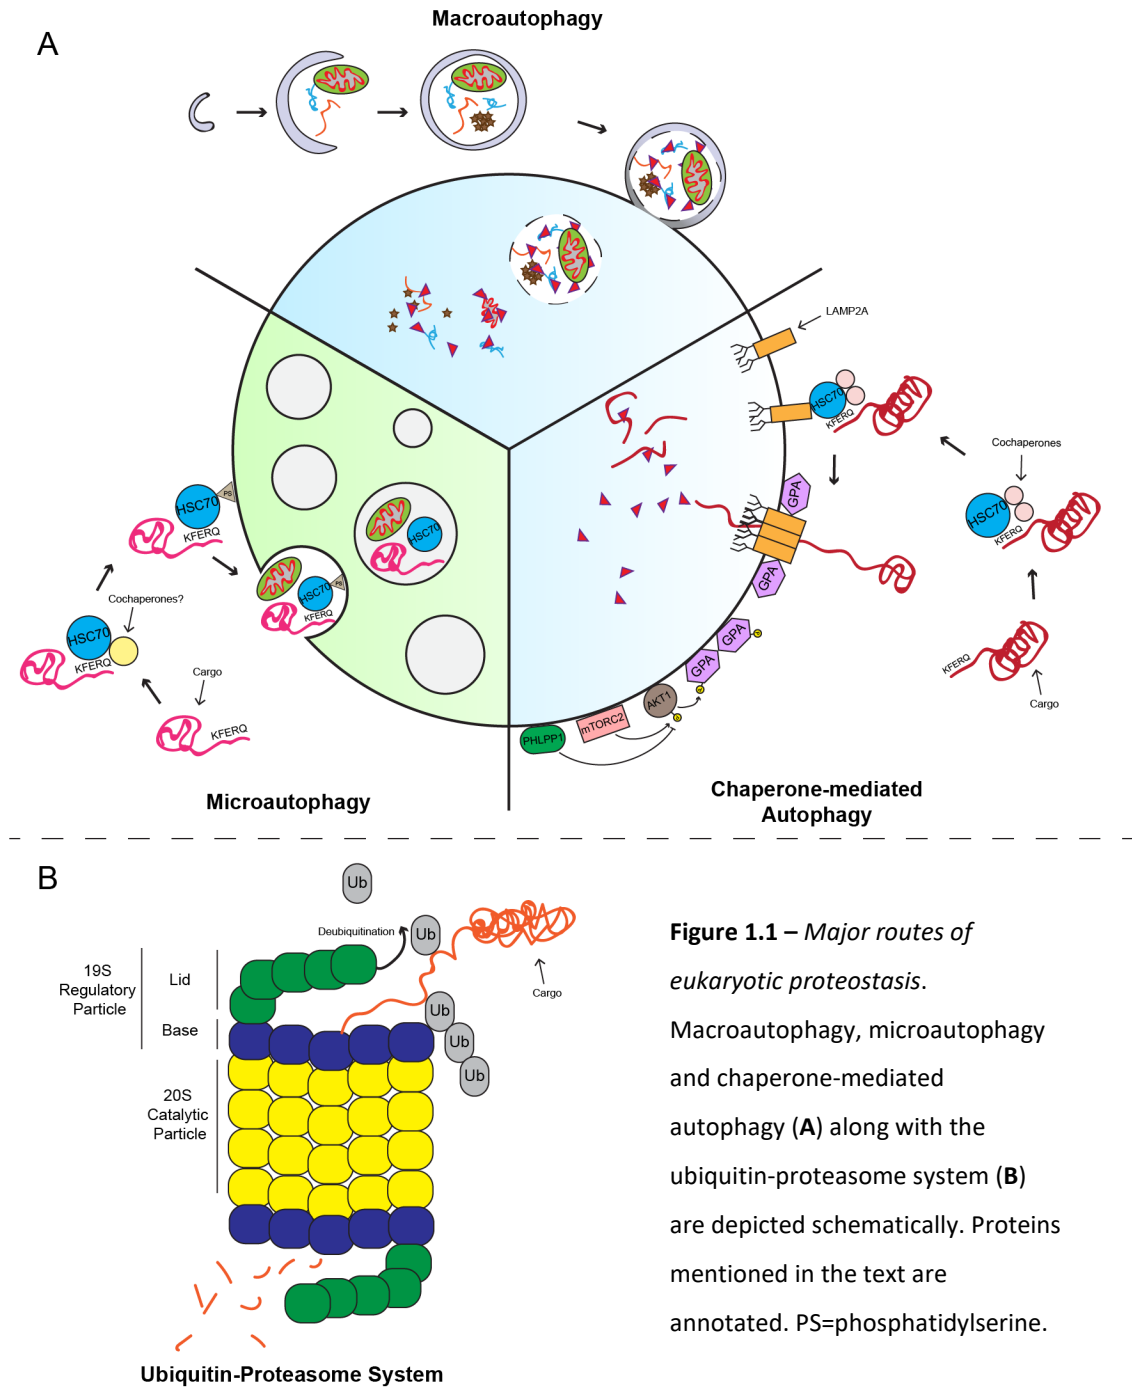 A
Macroautophagy
LAMP2A
HSC70
KFERQ
Cochaperones
HSC70
KFERQ
KFERQ
Cargo
GPA
GPA
GPA
GPA
AKT1
mTORC2
PHLPP1
Chaperone-mediated
Autophagy
HSC70
PS
KFERQ
HSC70
HSC70
PS
KFERQ
Cochaperones?
HSC70
KFERQ
Cargo
KFERQ
Microautophagy
B
Ub
Deubiquitination
Ub
Cargo
19S
Regulatory
Particle
Lid
Base
Ub
Ub
Ub
20S
Catalytic
Particle
Ubiquitin-Proteasome System
Figure 1.1 – Major routes of
eukaryotic proteostasis.
Macroautophagy, microautophagy
and chaperone-mediated
autophagy (A) along with the
ubiquitin-proteasome system (B)
are depicted schematically. Proteins
mentioned in the text are
annotated. PS=phosphatidylserine.